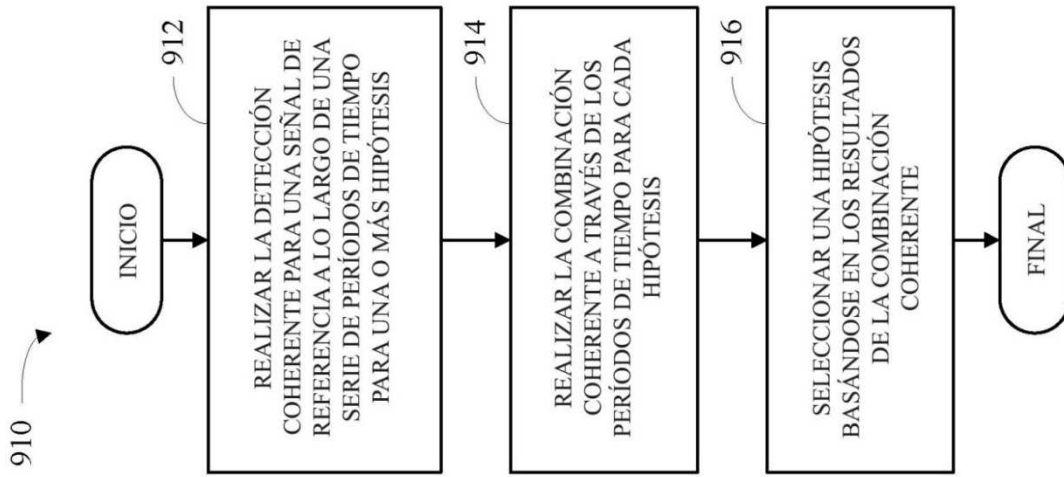 910
INICIO
912
REALIZAR LA DETECCIÓN
COHERENTE PARA UNA SEÑAL DE
REFERENCIA A LO LARGO DE UNA
SERIE DE PERÍODOS DE TIEMPO
PARA UNA O MÁS HIPÓTESIS
914
REALIZAR LA COMBINACIÓN
COHERENTE A TRAVÉS DE LOS
PERÍODOS DE TIEMPO PARA CADA
HIPÓTESIS
916
SELECCIONAR UNA HIPÓTESIS
BASÁNDOSE EN LOS RESULTADOS
DE LA COMBINACIÓN
COHERENTE
FINAL